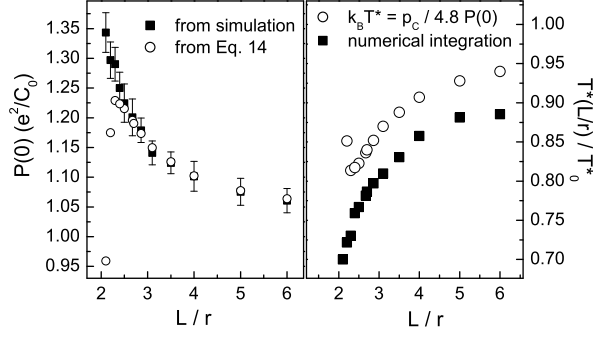 from simulation
from Eq. 14
1.35
1.30
1.25
1.20
1.15
1.10
1.05
1.00
0.95
P(0) (e²/C₀)
2 3 4 5 6
L / r
k_BT* = p_C / 4.8 P(0)
numerical integration
1.00
0.95
0.90
0.85
0.80
0.75
0.70
T*(L/r) / T*₀
2 3 4 5 6
L / r